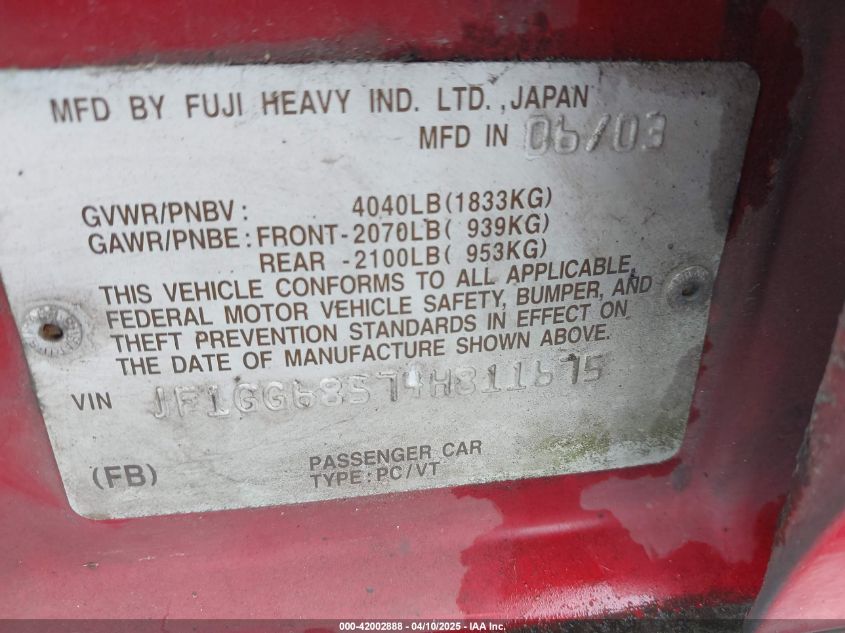 MFD BY FUJI HEAVY IND. LTD., JAPAN
MFD IN 06/03
GVWR/PNBV: 4040LB(1833KG)
GAWR/PNBE: FRONT-2070LB( 939KG)
REAR -2100LB( 953KG)
THIS VEHICLE CONFORMS TO ALL APPLICABLE,
FEDERAL MOTOR VEHICLE SAFETY, BUMPER, AND
THEFT PREVENTION STANDARDS IN EFFECT ON
THE DATE OF MANUFACTURE SHOWN ABOVE.
VIN JF1GG68574H811675
(FB) PASSENGER CAR
TYPE:PC/VT
000-42002888 - 04/10/2025 - IAA Inc.